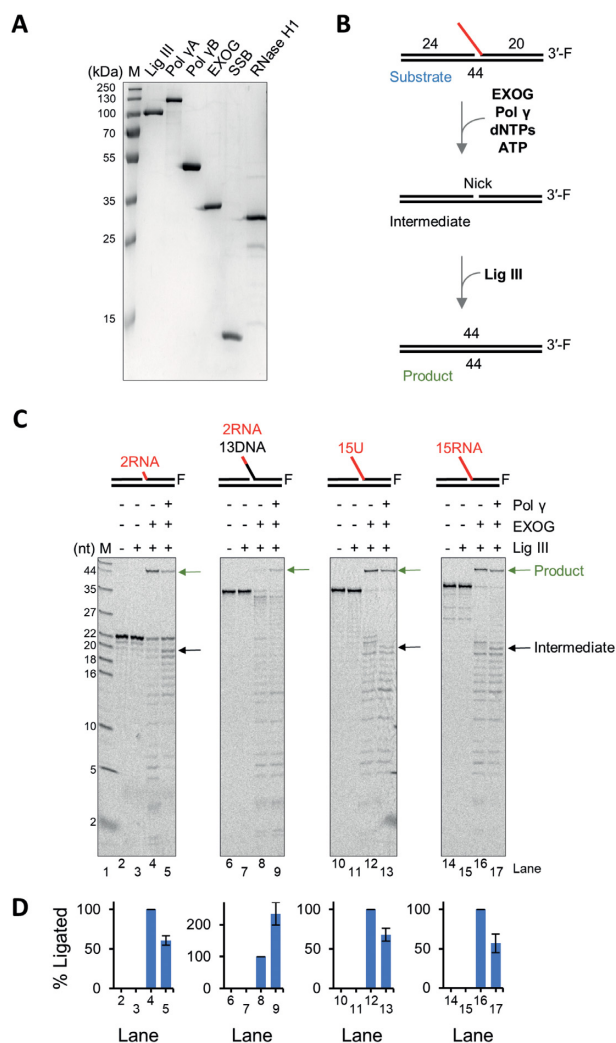 A
(kDa) M Lig III Pol γA Pol γB EXOG SSB RNase H1
250
130
100
70
55
35
25
15
B
24 20 3′-F
Substrate 44
EXOG
Pol γ
dNTPs
ATP
Nick
3′-F
Intermediate
Lig III
44
3′-F
44
Product
C
2RNA F
2RNA
13DNA F
15U F
15RNA F
- - - + - - - + - - - + - - - + Pol γ
- - + + - - + + - - + + - - + + EXOG
(nt) M - + + + - + + + - + + + - + + + Lig III
44 Product
35
27
22
20 Intermediate
18
16
10
5
2
1 2 3 4 5 6 7 8 9 10 11 12 13 14 15 16 17 Lane
D
% Ligated
100
50
0
2 3 4 5
Lane
200
100
0
6 7 8 9
Lane
100
50
0
10 11 12 13
Lane
100
50
0
14 15 16 17
Lane